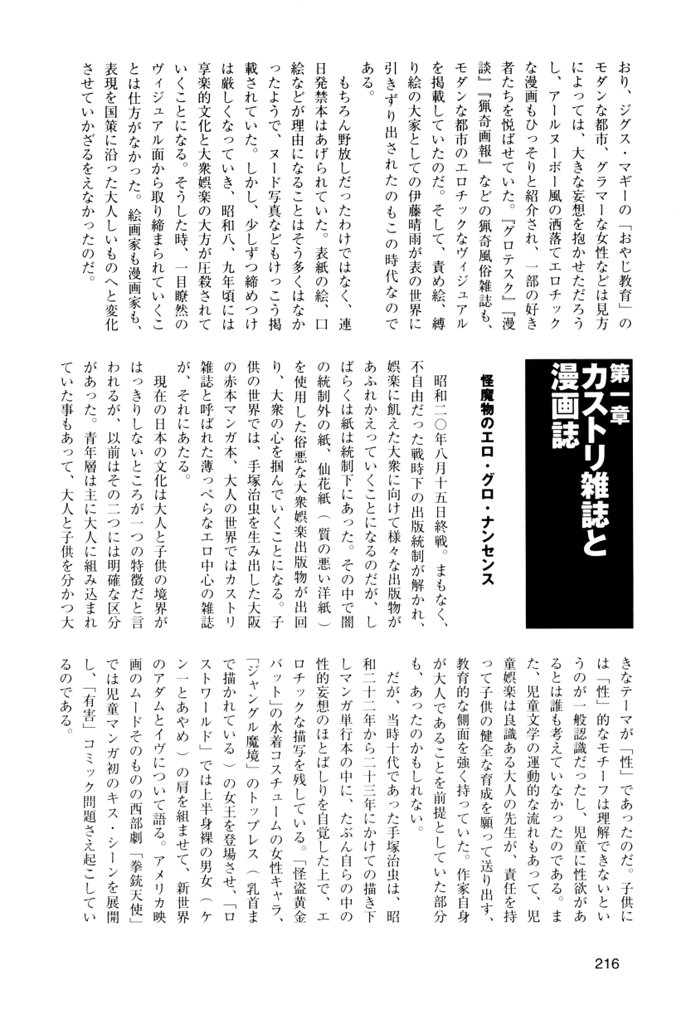 おり、ジグス・マギーの「おやじ教育」の
モダンな都市、グラマーな女性などは見方
によっては、大きな妄想を抱かせただろう
し、アールヌーボー風の洒落てエロチック
な漫画もひっそりと紹介され、一部の好き
者たちを悦ばせていた。『グロテスク』『漫
談』『猟奇画報』などの猟奇風俗雑誌も、
モダンな都市のエロチックなヴィジュアル
を掲載していたのだ。そして、責め絵、縛
り絵の大家としての伊藤晴雨が表の世界に
引きずり出されたのもこの時代なので
ある。
もちろん野放しだったわけではなく、連
日発禁本はあげられていた。表紙の絵、口
絵などが理由になることはそう多くはなか
ったようで、ヌード写真などもけっこう掲
載されていた。しかし、少しずつ締めつけ
は厳しくなっていき、昭和八、九年頃には
享楽的文化と大衆娯楽の大方が圧殺されて
いくことになる。そうした時、一目瞭然の
ヴィジュアル面から取り締まられていくこ
とは仕方がなかった。絵画家も漫画家も、
表現を国策に沿った大人しいものへと変化
させていかざるをえなかったのだ。
第一章
カストリ雑誌と
漫画誌
怪魔物のエロ・グロ・ナンセンス
昭和二〇年八月十五日終戦。まもなく、
不自由だった戦時下の出版統制が解かれ、
娯楽に飢えた大衆に向けて様々な出版物が
あふれかえっていくことになるのだが、し
ばらくは紙は統制下にあった。その中で闇
の統制外の紙、仙花紙（質の悪い洋紙）
を使用した俗悪な大衆娯楽出版物が出回
り、大衆の心を掴んでいくことになる。子
供の世界では、手塚治虫を生み出した大阪
の赤本マンガ本、大人の世界ではカストリ
雑誌と呼ばれた薄っぺらなエロ中心の雑誌
が、それにあたる。
現在の日本の文化は大人と子供の境界が
はっきりしないところが一つの特徴だと言
われるが、以前はその二つには明確な区分
があった。青年層は主に大人に組み込まれ
ていた事もあって、大人と子供を分かつ大
きなテーマが「性」であったのだ。子供に
は「性」的なモチーフは理解できないとい
うのが一般認識だったし、児童に性欲があ
るとは誰も考えていなかったのである。ま
た、児童文学の運動的な流れもあって、児
童娯楽は良識ある大人の先生が、責任を持
って子供の健全な育成を願って送り出す、
教育的な側面を強く持っていた。作家自身
が大人であることを前提としていた部分
も、あったのかもしれない。
だが、当時十代であった手塚治虫は、昭
和二十二年から二十三年にかけての描き下
しマンガ単行本の中に、たぶん自らの中の
性的妄想のほとばしりを自覚した上で、エ
ロチックな描写を残している。「怪盗黄金
バット」の水着コスチュームの女性キャラ、
「ジャングル魔境」のトップレス（乳首ま
で描かれている）の女王を登場させ、「ロ
ストワールド」では上半身裸の男女（ケ
ン一とあやめ）の肩を組ませて、新世界
のアダムとイヴについて語る。アメリカ映
画のムードそのものの西部劇「拳銃天使」
では児童マンガ初のキス・シーンを展開
し、「有害」コミック問題さえ起こしてい
るのである。
216